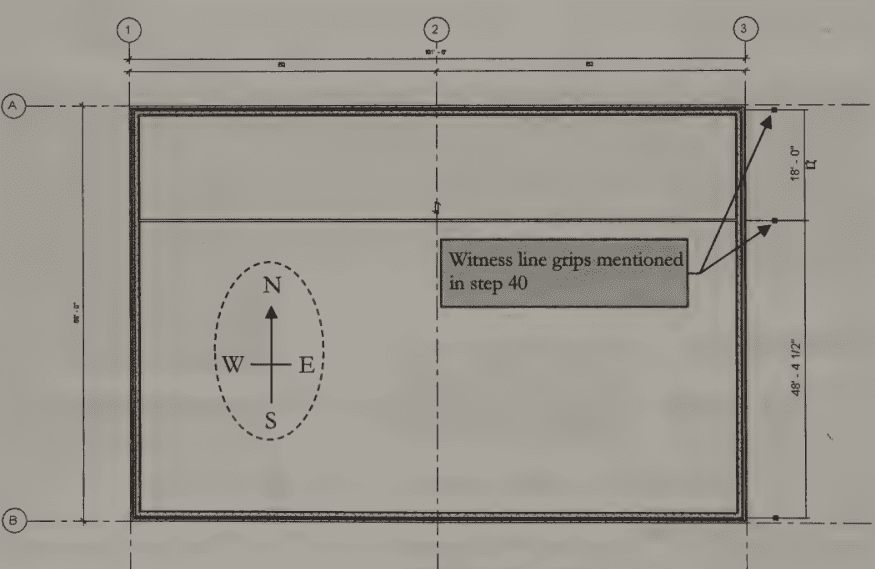 1
2
3
A
18' - 0"
Witness line grips mentioned
in step 40
N
W
E
S
48' - 4 1/2"
B